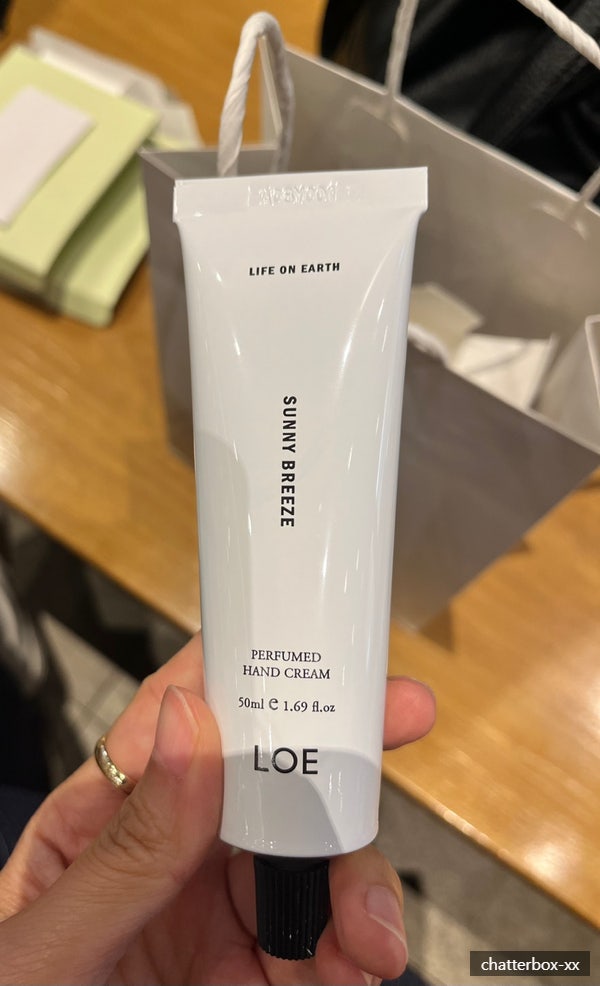 LIFE ON EARTH
SUNNY BREEZE
PERFUMED
HAND CREAM
50ml e 1.69 fl.oz
LOE
chatterbox-xx